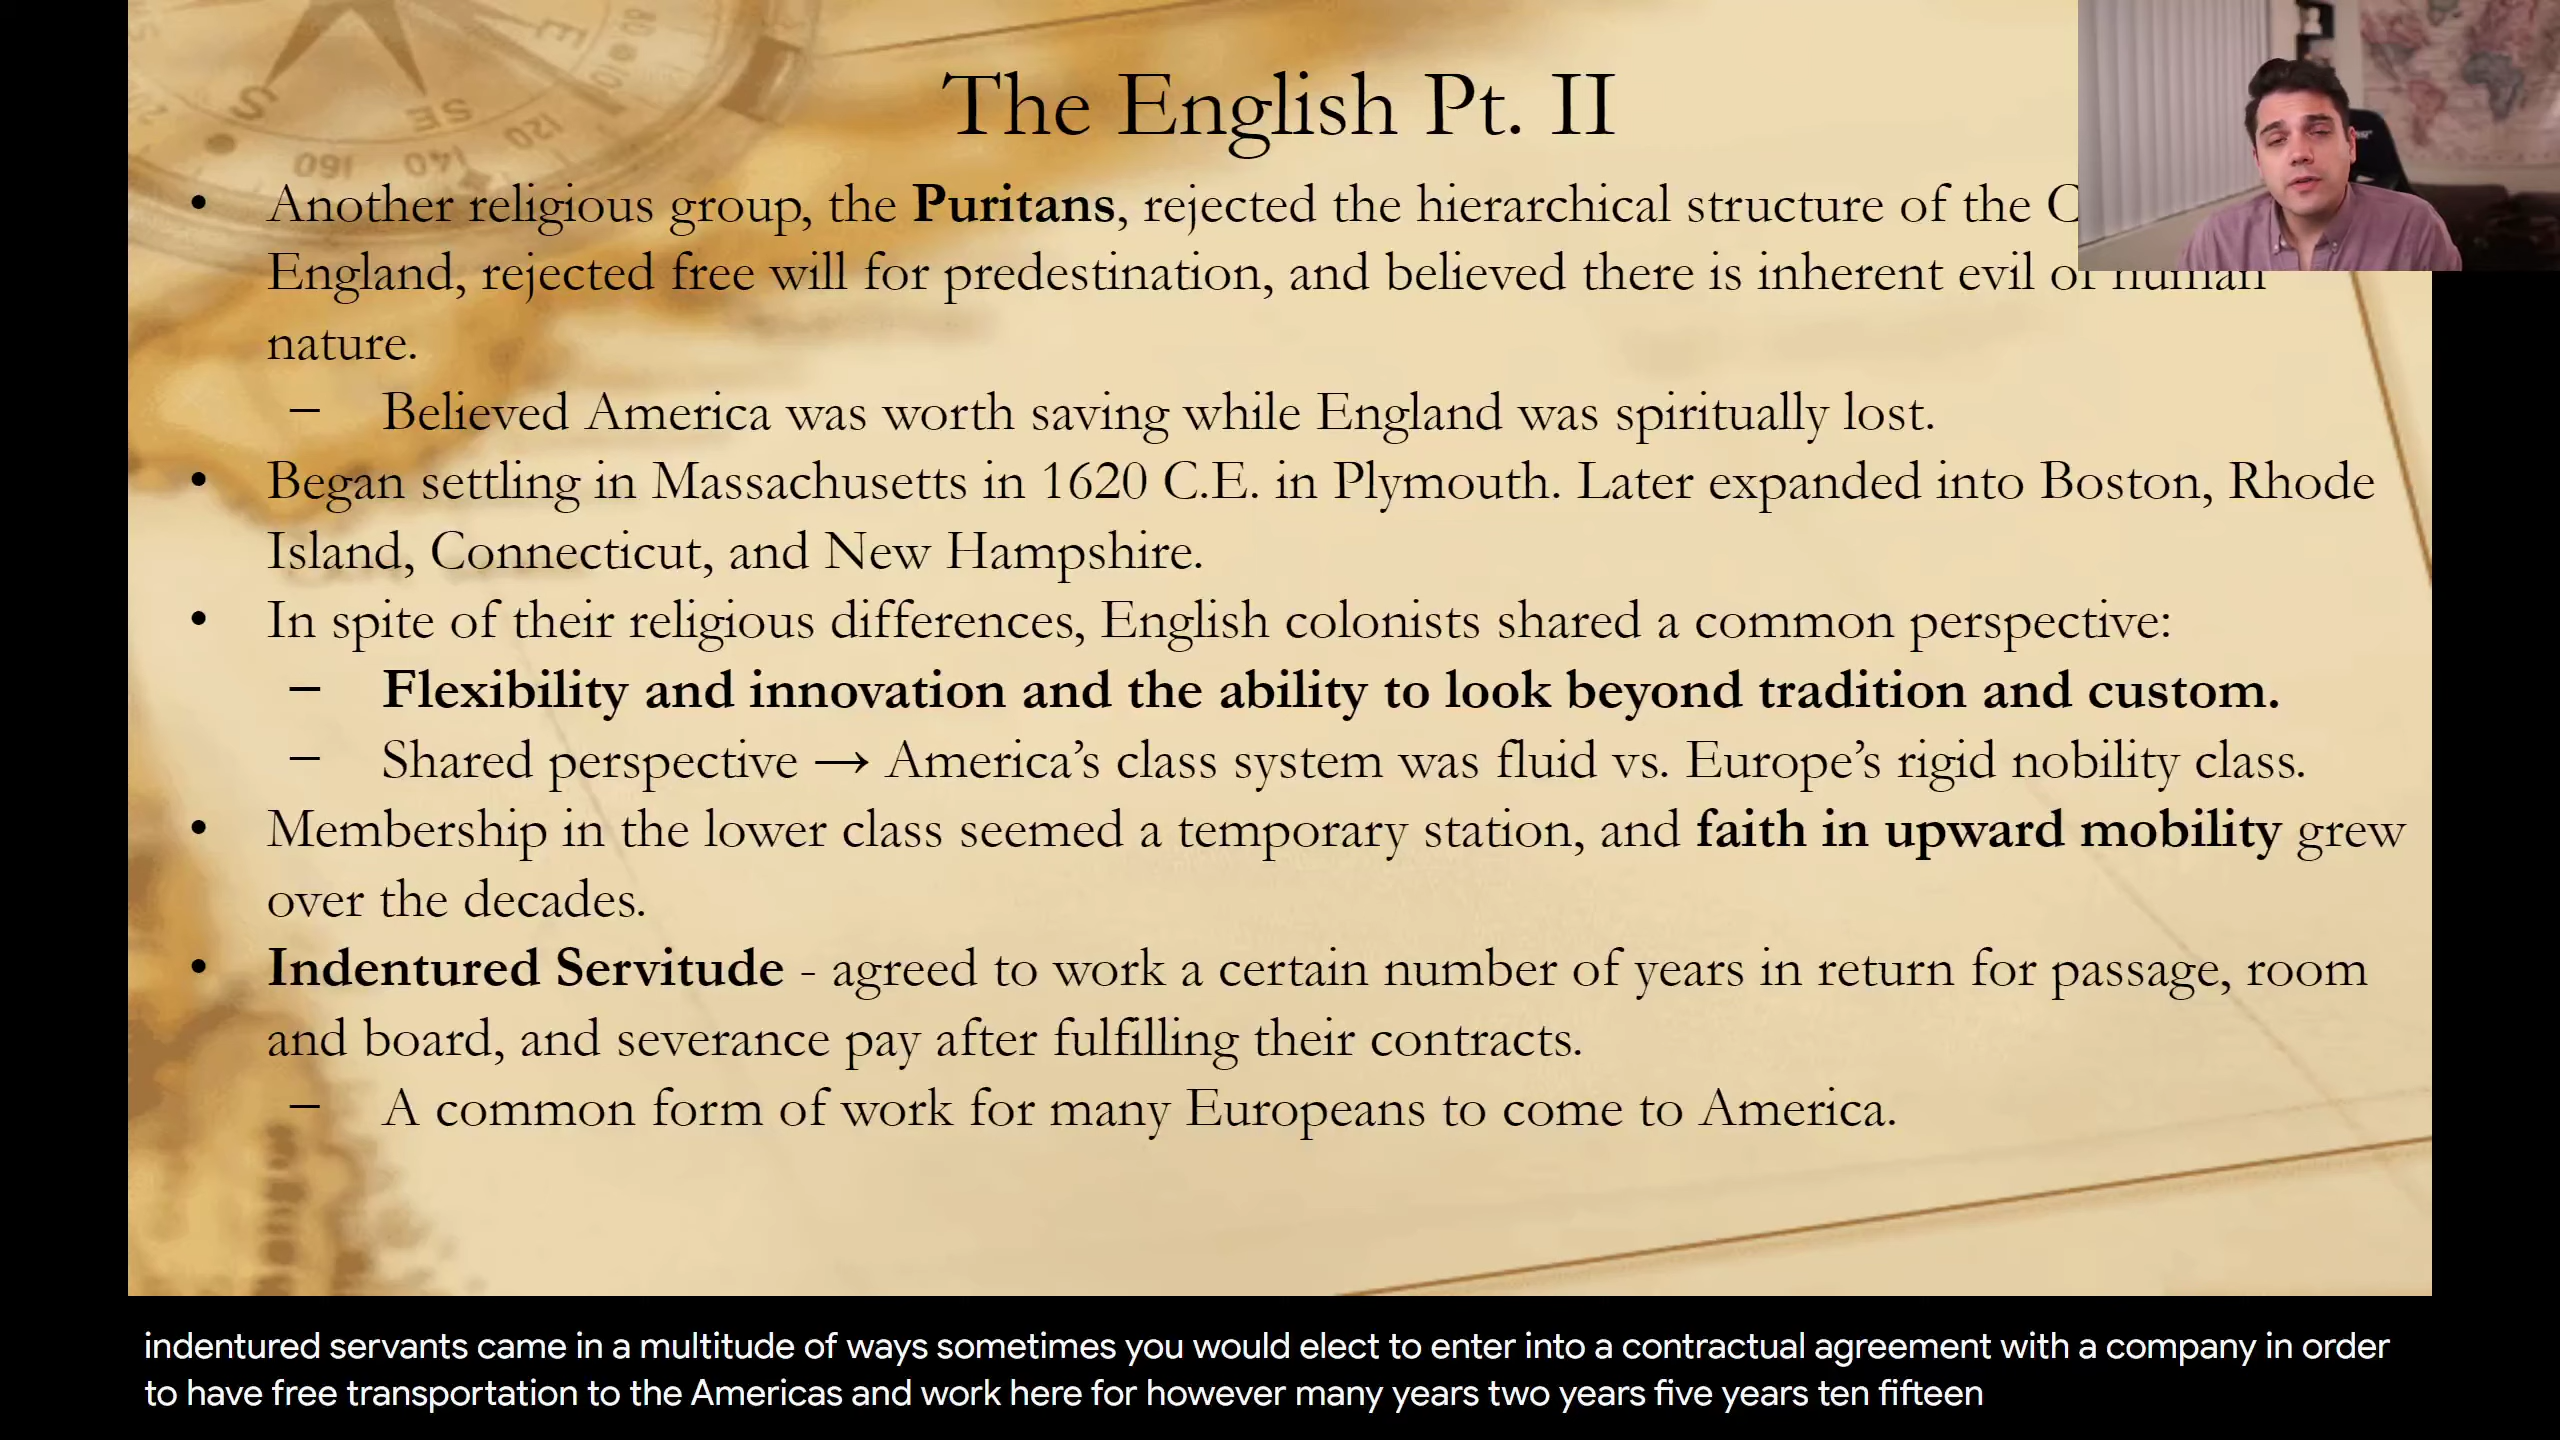 The English Pt. II
• Another religious group, the Puritans, rejected the hierarchical structure of the
England, rejected free will for predestination, and believed there is inherent evil of human
nature.
– Believed America was worth saving while England was spiritually lost.
• Began settling in Massachusetts in 1620 C.E. in Plymouth. Later expanded into Boston, Rhode
Island, Connecticut, and New Hampshire.
• In spite of their religious differences, English colonists shared a common perspective:
– Flexibility and innovation and the ability to look beyond tradition and custom.
– Shared perspective → America’s class system was fluid vs. Europe’s rigid nobility class.
• Membership in the lower class seemed a temporary station, and faith in upward mobility grew
over the decades.
• Indentured Servitude - agreed to work a certain number of years in return for passage, room
and board, and severance pay after fulfilling their contracts.
– A common form of work for many Europeans to come to America.
indentured servants came in a multitude of ways sometimes you would elect to enter into a contractual agreement with a company in order
to have free transportation to the Americas and work here for however many years two years five years ten fifteen
S
SE
E
160
140
120